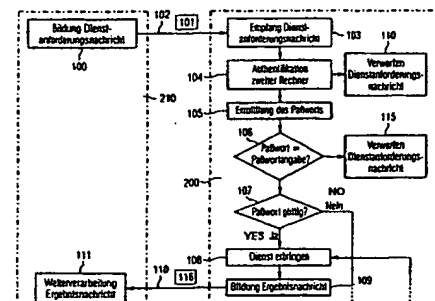 Bildung Dienst-
anforderungsnachricht
100
102
101
Empfang Dienst-
anforderungsnachricht
103
110
104
Authentifikation
zweiter Rechner
Verwerfen
Dienstanforderungs-
nachricht
210
105
Ermittlung des Paßworts
106
Paßwort =
Paßwortangabe?
115
Verwerfen
Dienstanforderungs-
nachricht
200
107
Paßwort gültig?
NO
Nein
YES Ja
108
Dienst erbringen
111
Weiterverarbeitung
Ergebnisnachricht
110
116
Bildung Ergebnisnachricht
109